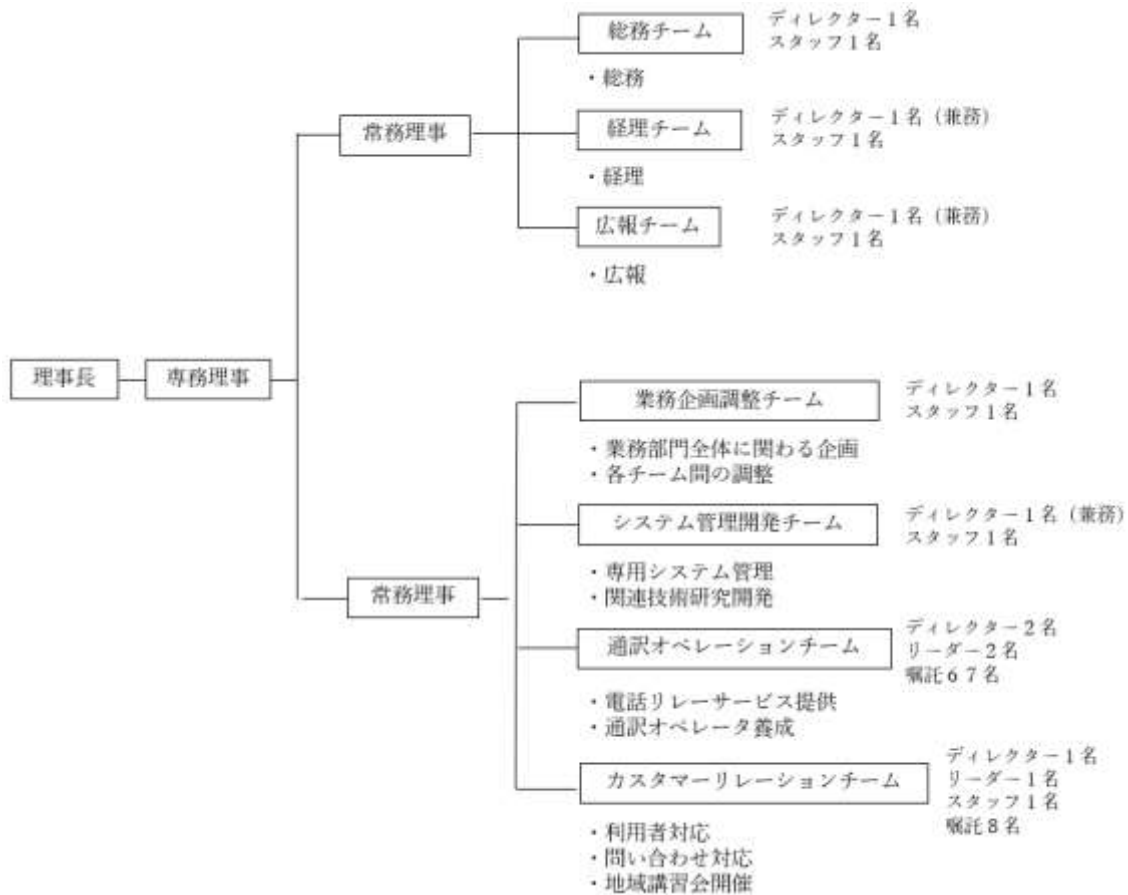 総務チーム
ディレクター1名
スタッフ1名
・総務
常務理事
経理チーム
ディレクター1名（兼務）
スタッフ1名
・経理
広報チーム
ディレクター1名（兼務）
スタッフ1名
・広報
理事長
専務理事
業務企画調整チーム
ディレクター1名
スタッフ1名
・業務部門全体に関わる企画
・各チーム間の調整
システム管理開発チーム
ディレクター1名（兼務）
スタッフ1名
・専用システム管理
・関連技術研究開発
常務理事
通訳オペレーションチーム
ディレクター2名
リーダー2名
嘱託67名
・電話リレーサービス提供
・通訳オペレータ養成
カスタマーリレーションチーム
ディレクター1名
リーダー1名
スタッフ1名
嘱託8名
・利用者対応
・問い合わせ対応
・地域講習会開催